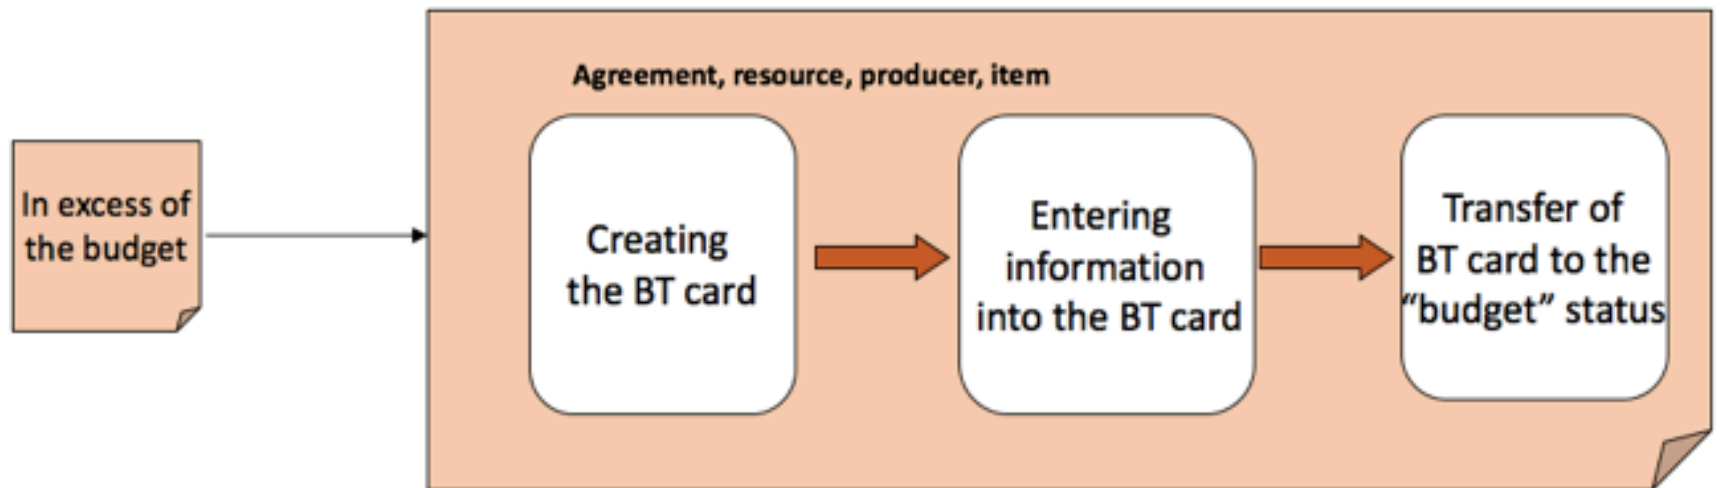 Agreement, resource, producer, item
In excess of
the budget
Creating
the BT card
Entering
information
into the BT card
Transfer of
BT card to the
“budget” status